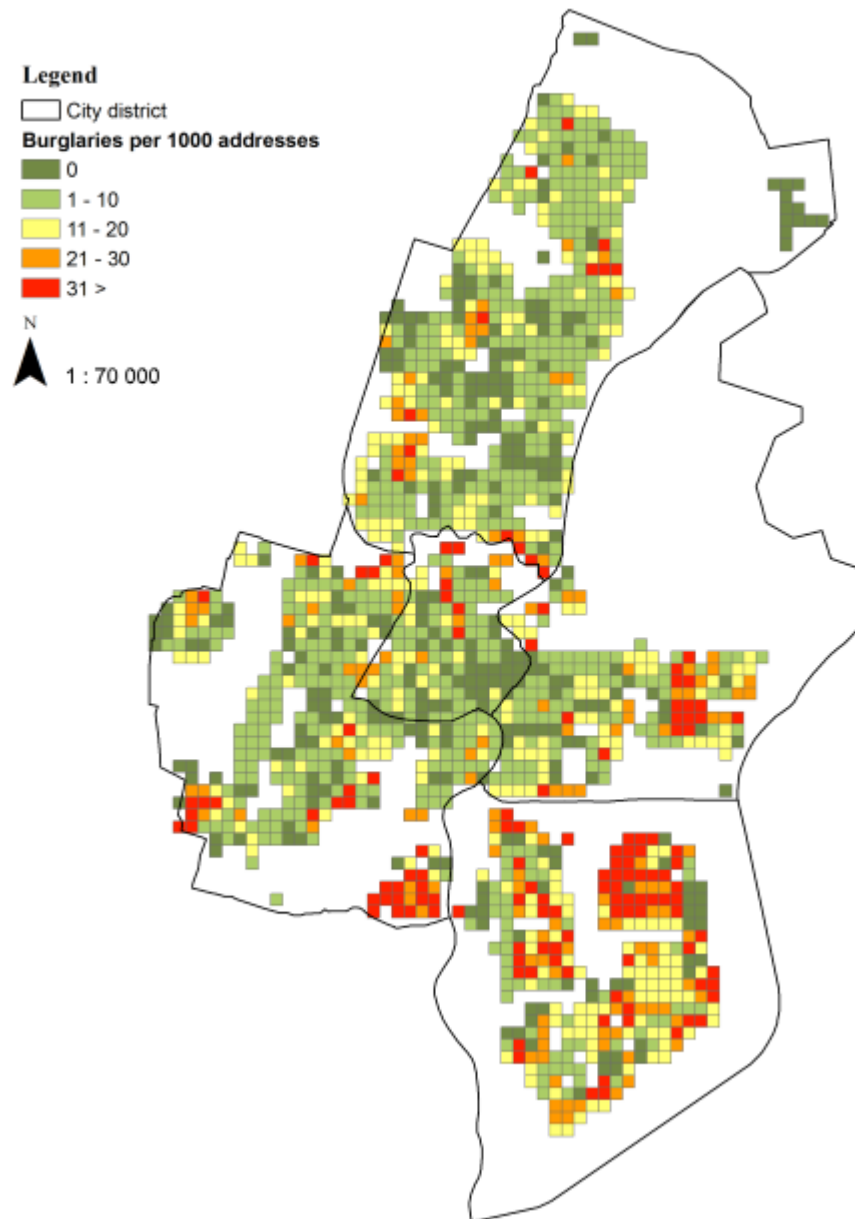 Legend
City district
Burglaries per 1000 addresses
0
1 - 10
11 - 20
21 - 30
31 >
N
1 : 70 000